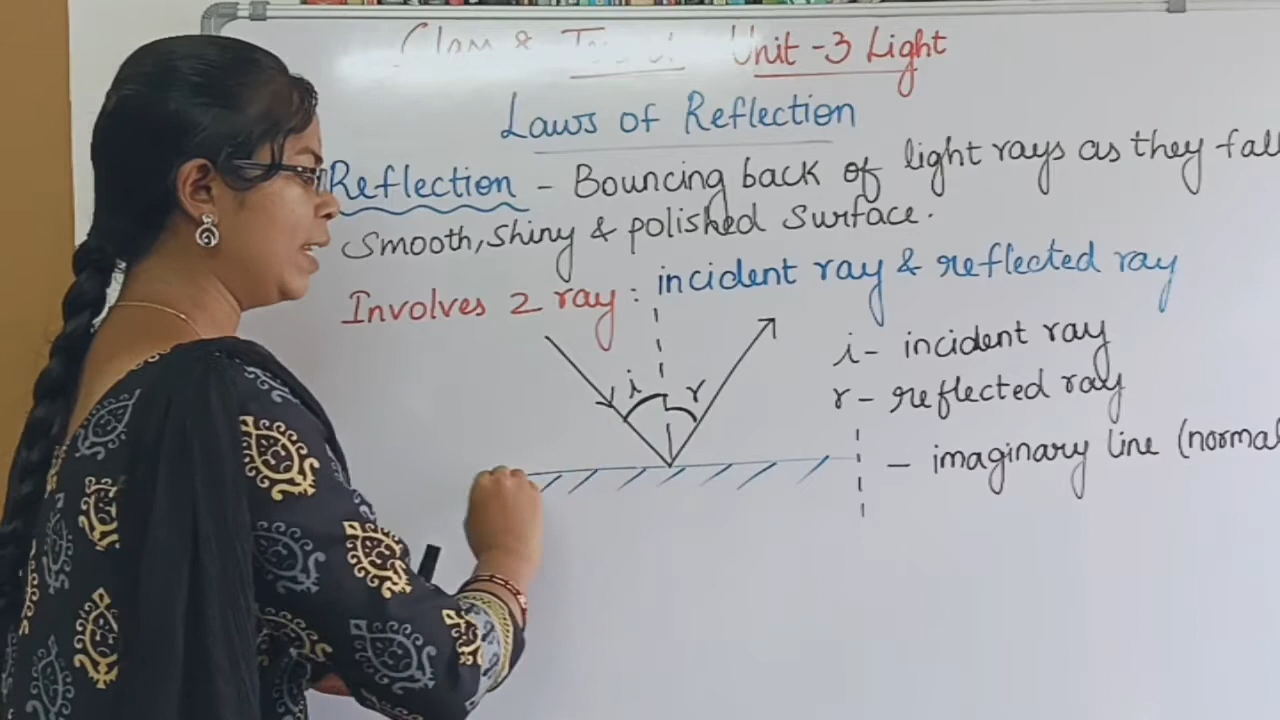 Unit -3 Light
Laws of Reflection
Reflection - Bouncing back of light rays as they fall
Smooth, Shiny & polished Surface.
Involves 2 ray : incident ray & reflected ray
i r
i- incident ray
r- reflected ray
- imaginary line (normal